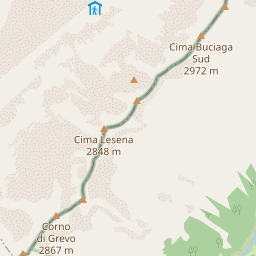 Cima Buciaga
Sud
2972 m
Cima Lesena
2848 m
Corno
di Grevo
2867 m